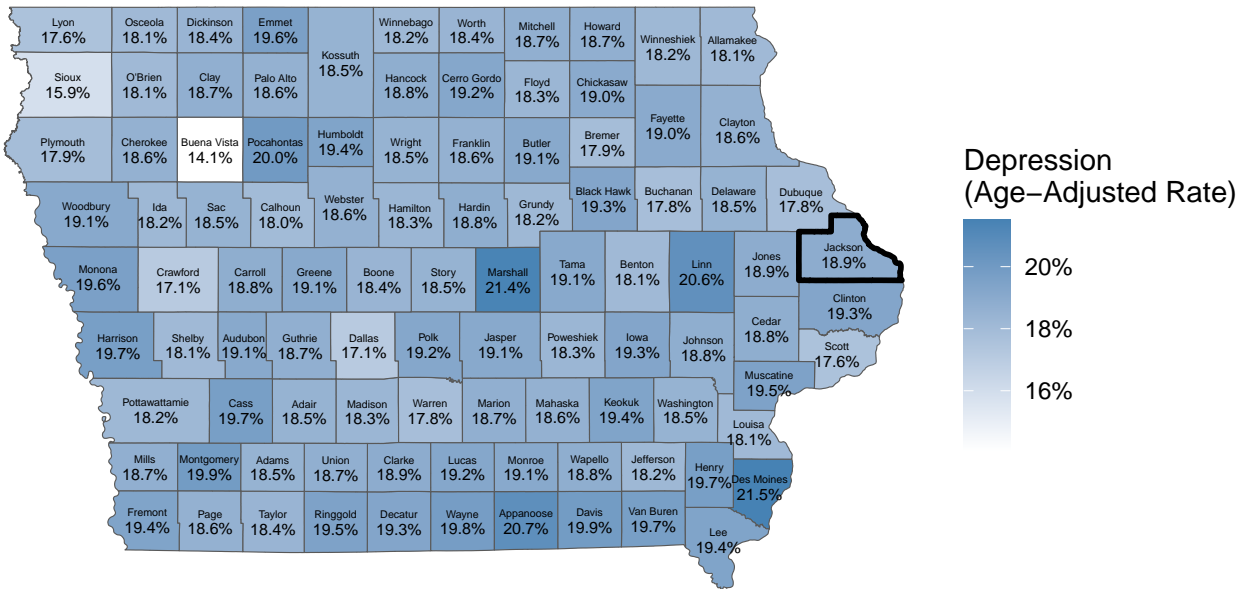 Lyon
17.6%
Osceola
18.1%
Dickinson
18.4%
Emmet
19.6%
Kossuth
18.5%
Winnebago
18.2%
Worth
18.4%
Mitchell
18.7%
Howard
18.7%
Winneshiek
18.2%
Allamakee
18.1%
Sioux
15.9%
O'Brien
18.1%
Clay
18.7%
Palo Alto
18.6%
Hancock
18.8%
Cerro Gordo
19.2%
Floyd
18.3%
Chickasaw
19.0%
Fayette
19.0%
Clayton
18.6%
Plymouth
17.9%
Cherokee
18.6%
Buena Vista
14.1%
Pocahontas
20.0%
Humboldt
19.4%
Wright
18.5%
Franklin
18.6%
Butler
19.1%
Bremer
17.9%
Woodbury
19.1%
Ida
18.2%
Sac
18.5%
Calhoun
18.0%
Webster
18.6%
Hamilton
18.3%
Hardin
18.8%
Grundy
18.2%
Black Hawk
19.3%
Buchanan
17.8%
Delaware
18.5%
Dubuque
17.8%
Monona
19.6%
Crawford
17.1%
Carroll
18.8%
Greene
19.1%
Boone
18.4%
Story
18.5%
Marshall
21.4%
Tama
19.1%
Benton
18.1%
Linn
20.6%
Jones
18.9%
Jackson
18.9%
Clinton
19.3%
Harrison
19.7%
Shelby
18.1%
Audubon
19.1%
Guthrie
18.7%
Dallas
17.1%
Polk
19.2%
Jasper
19.1%
Poweshiek
18.3%
Iowa
19.3%
Johnson
18.8%
Cedar
18.8%
Scott
17.6%
Muscatine
19.5%
Pottawattamie
18.2%
Cass
19.7%
Adair
18.5%
Madison
18.3%
Warren
17.8%
Marion
18.7%
Mahaska
18.6%
Keokuk
19.4%
Washington
18.5%
Louisa
18.1%
Mills
18.7%
Montgomery
19.9%
Adams
18.5%
Union
18.7%
Clarke
18.9%
Lucas
19.2%
Monroe
19.1%
Wapello
18.8%
Jefferson
18.2%
Henry
19.7%
Des Moines
21.5%
Fremont
19.4%
Page
18.6%
Taylor
18.4%
Ringgold
19.5%
Decatur
19.3%
Wayne
19.8%
Appanoose
20.7%
Davis
19.9%
Van Buren
19.7%
Lee
19.4%
Depression
(Age−Adjusted Rate)
20%
18%
16%